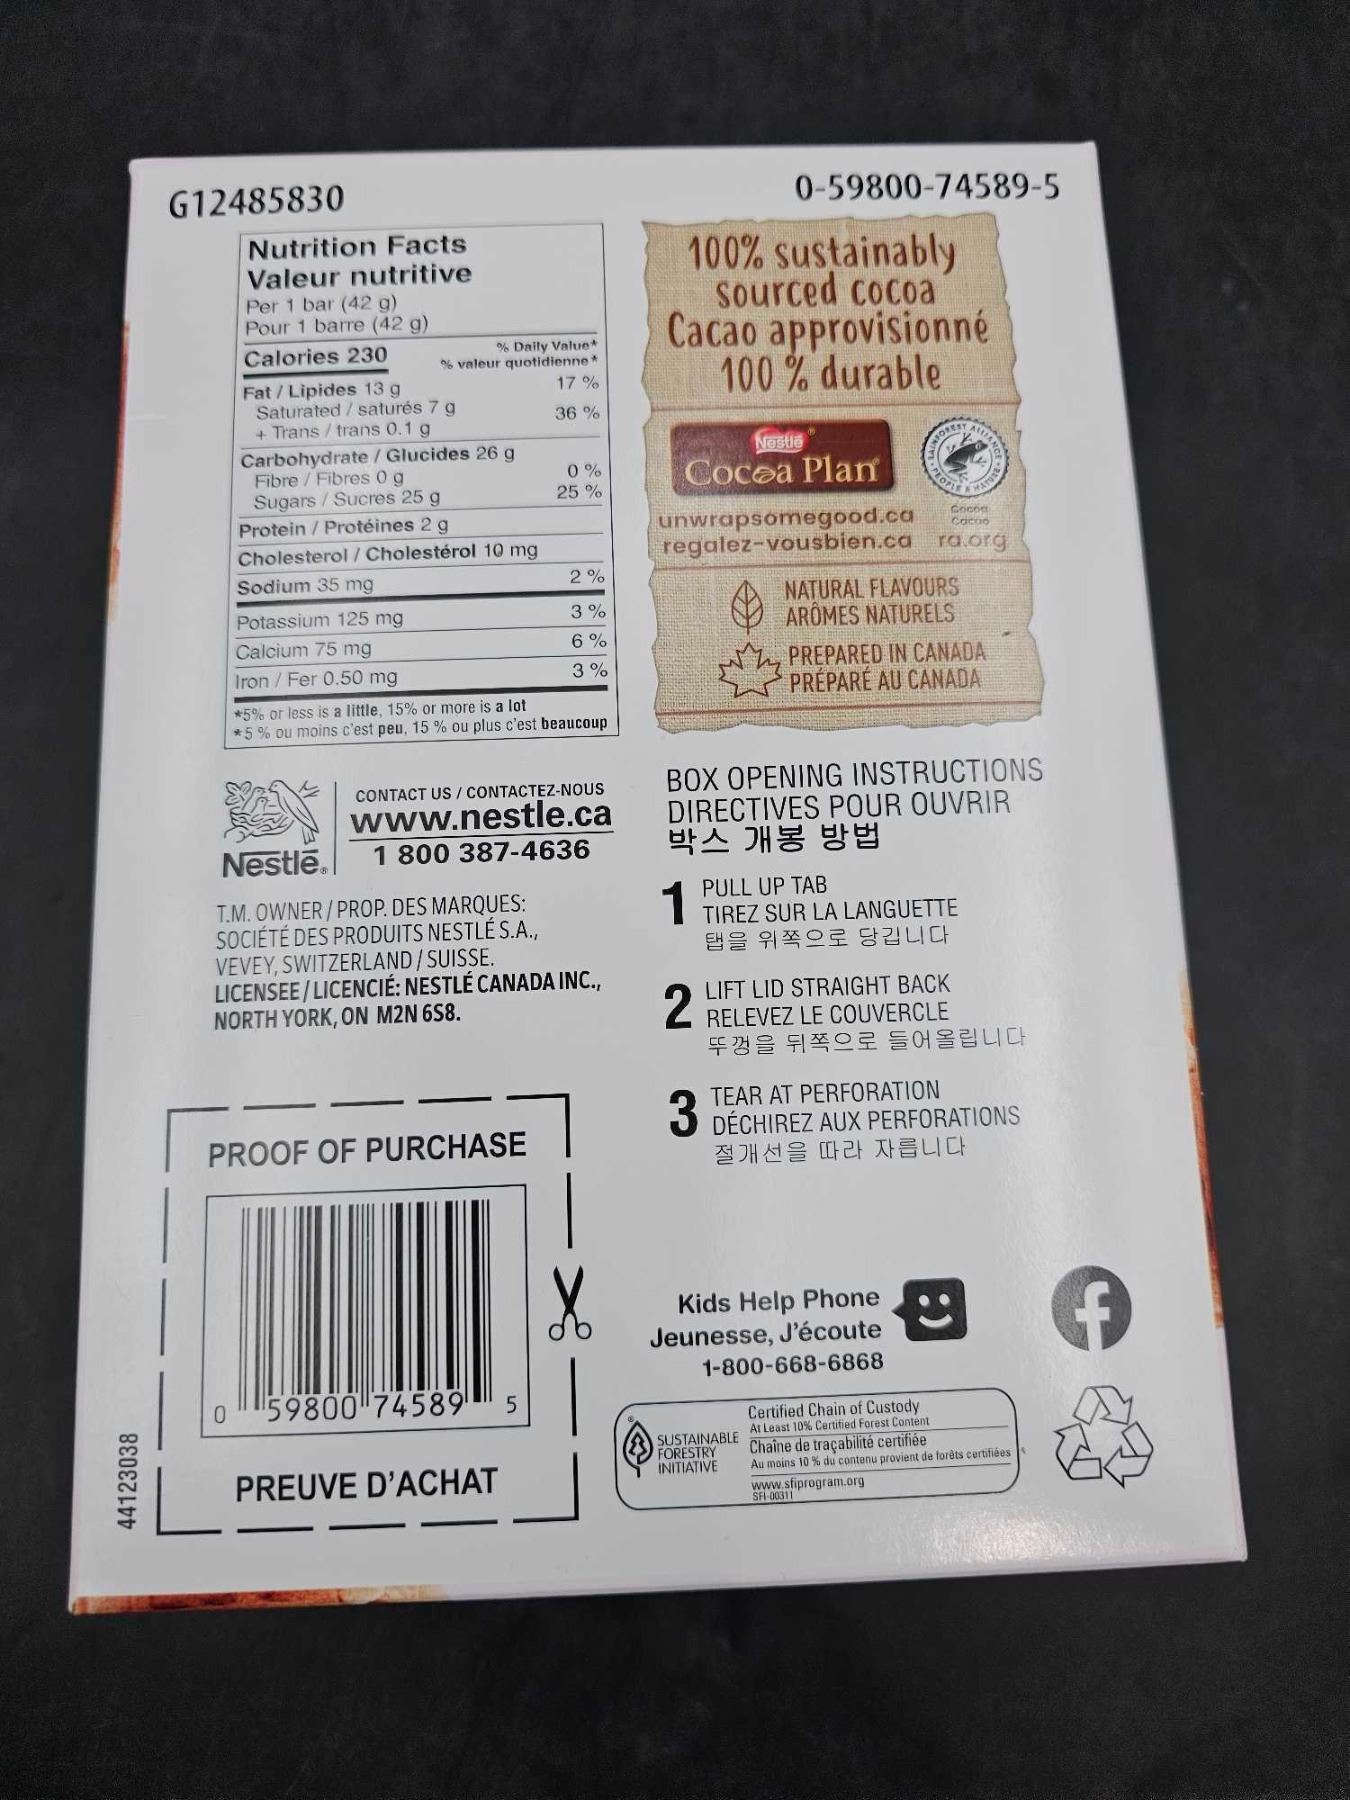 G12485830
0-59800-74589-5
Nutrition Facts
Valeur nutritive
Per 1 bar (42 g)
Pour 1 barre (42 g)
Calories 230
% Daily Value*
% valeur quotidienne*
Fat / Lipides 13 g 17 %
Saturated / saturés 7 g
+ Trans / trans 0.1 g 36 %
Carbohydrate / Glucides 26 g
Fibre / Fibres 0 g 0 %
Sugars / Sucres 25 g 25 %
Protein / Protéines 2 g
Cholesterol / Cholestérol 10 mg
Sodium 35 mg 2 %
Potassium 125 mg 3 %
Calcium 75 mg 6 %
Iron / Fer 0.50 mg 3 %
*5% or less is a little, 15% or more is a lot
*5 % ou moins c'est peu, 15 % ou plus c'est beaucoup
100% sustainably
sourced cocoa
Cacao approvisionné
100 % durable
Nestlé®
Cocoa Plan®
RAINFOREST ALLIANCE
PEOPLE & NATURE
Cocoa
Cacao
unwrapsomegood.ca
regalez-vousbien.ca ra.org
NATURAL FLAVOURS
ARÔMES NATURELS
PREPARED IN CANADA
PRÉPARÉ AU CANADA
Nestlé®
CONTACT US / CONTACTEZ-NOUS
www.nestle.ca
1 800 387-4636
T.M. OWNER / PROP. DES MARQUES:
SOCIÉTÉ DES PRODUITS NESTLÉ S.A.,
VEVEY, SWITZERLAND / SUISSE.
LICENSEE / LICENCIÉ: NESTLÉ CANADA INC.,
NORTH YORK, ON M2N 6S8.
BOX OPENING INSTRUCTIONS
DIRECTIVES POUR OUVRIR
박스 개봉 방법
1 PULL UP TAB
TIREZ SUR LA LANGUETTE
탭을 위쪽으로 당깁니다
2 LIFT LID STRAIGHT BACK
RELEVEZ LE COUVERCLE
뚜껑을 뒤쪽으로 들어올립니다
3 TEAR AT PERFORATION
DÉCHIREZ AUX PERFORATIONS
절개선을 따라 자릅니다
PROOF OF PURCHASE
0 59800 74589 5
PREUVE D'ACHAT
44123038
Kids Help Phone
Jeunesse, J'écoute
1-800-668-6868
f
SUSTAINABLE
FORESTRY
INITIATIVE
Certified Chain of Custody
At Least 10% Certified Forest Content
Chaîne de traçabilité certifiée
Au moins 10 % du contenu provient de forêts certifiées
www.sfiprogram.org
SFI-00311